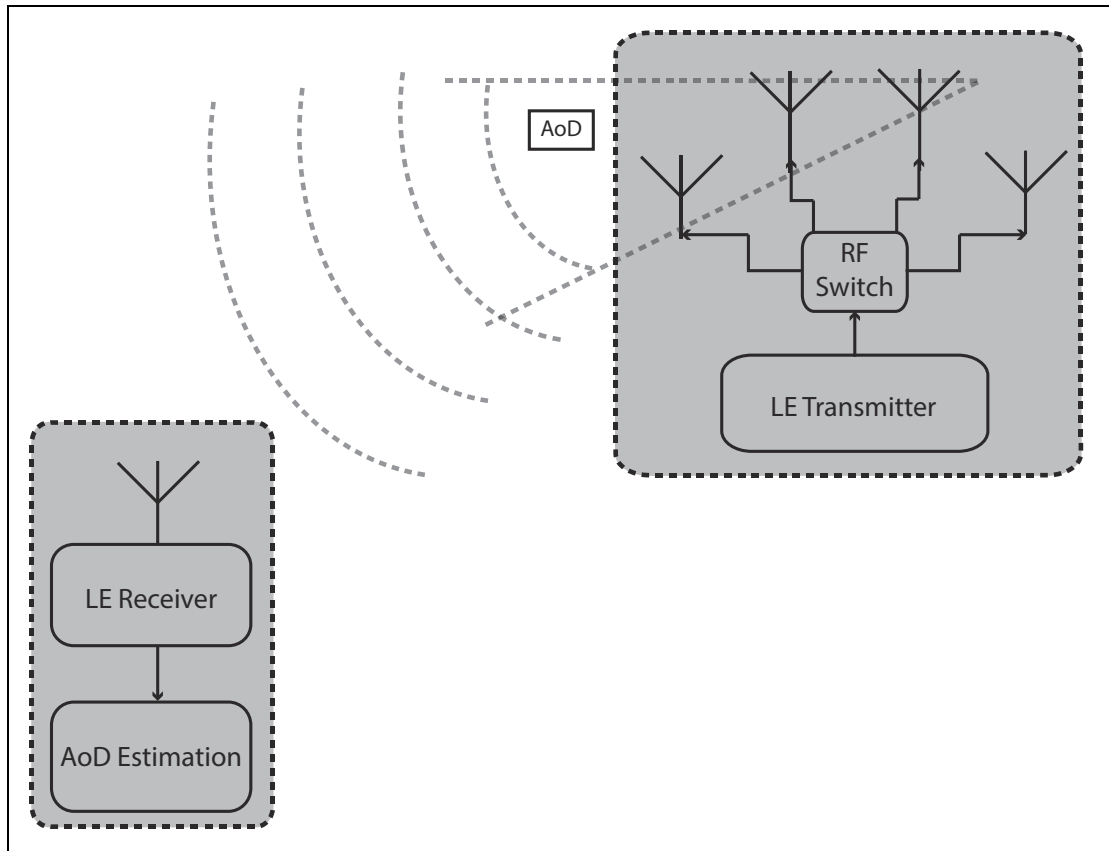 AoD
RF
Switch
LE Transmitter
LE Receiver
AoD Estimation